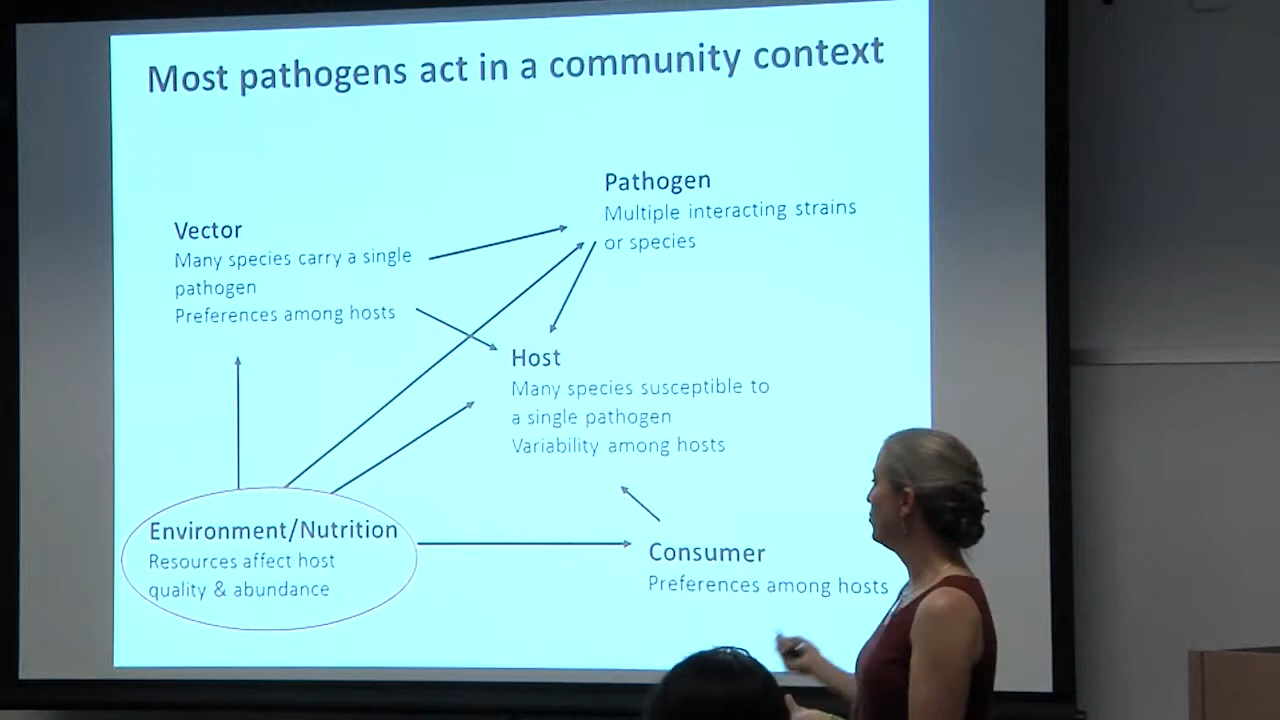 Most pathogens act in a community context
Pathogen
Multiple interacting strains
or species
Vector
Many species carry a single
pathogen
Preferences among hosts
Host
Many species susceptible to
a single pathogen
Variability among hosts
Environment/Nutrition
Resources affect host
quality & abundance
Consumer
Preferences among hosts